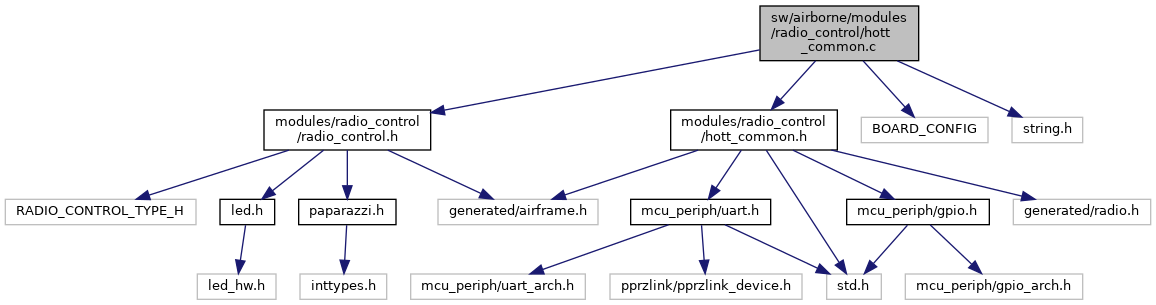 sw/airborne/modules
/radio_control/hott
_common.c
modules/radio_control
/radio_control.h
modules/radio_control
/hott_common.h
BOARD_CONFIG
string.h
RADIO_CONTROL_TYPE_H
led.h
paparazzi.h
generated/airframe.h
mcu_periph/uart.h
mcu_periph/gpio.h
generated/radio.h
led_hw.h
inttypes.h
mcu_periph/uart_arch.h
pprzlink/pprzlink_device.h
std.h
mcu_periph/gpio_arch.h